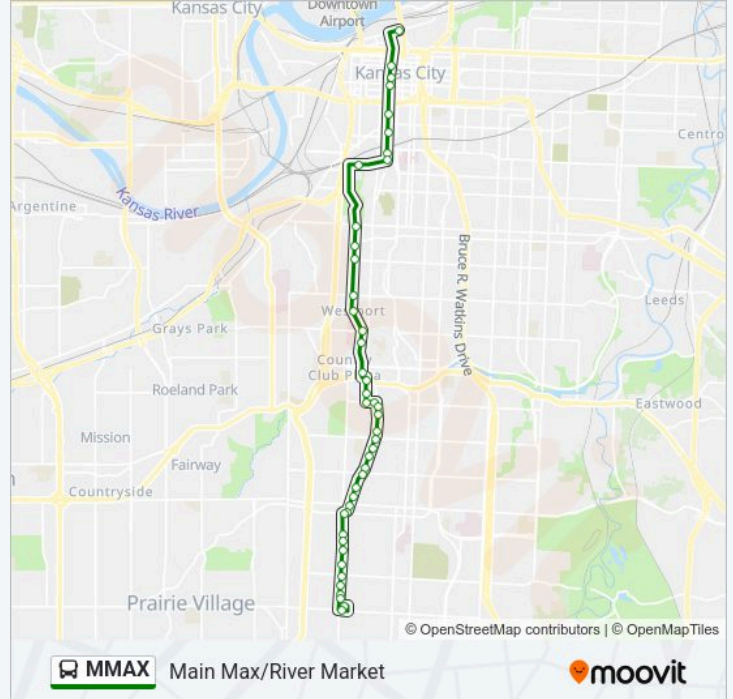 Kansas City
Downtown
Airport
Kansas City
Centro
Kansas River
Argentine
Bruce R. Watkins Drive
Leeds
Westport
Grays Park
Country
Club Plaza
Roeland Park
Eastwood
Mission
Fairway
Countryside
Prairie Village
© OpenStreetMap contributors | © OpenMapTiles
MMAX Main Max/River Market
moovit